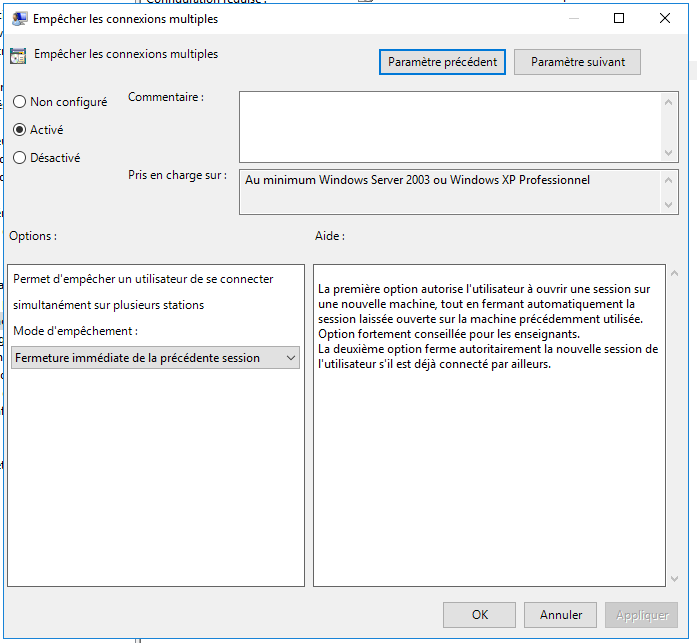 Empêcher les connexions multiples
Empêcher les connexions multiples
Paramètre précédent
Paramètre suivant
Non configuré
Commentaire :
Activé
Désactivé
Pris en charge sur :
Au minimum Windows Server 2003 ou Windows XP Professionnel
Options :
Aide :
Permet d'empêcher un utilisateur de se connecter
simultanément sur plusieurs stations
Mode d'empêchement :
Fermeture immédiate de la précédente session
La première option autorise l'utilisateur à ouvrir une session sur
une nouvelle machine, tout en fermant automatiquement la
session laissée ouverte sur la machine précédemment utilisée.
Option fortement conseillée pour les enseignants.
La deuxième option ferme autoritairement la nouvelle session de
l'utilisateur s'il est déjà connecté par ailleurs.
OK
Annuler
Appliquer